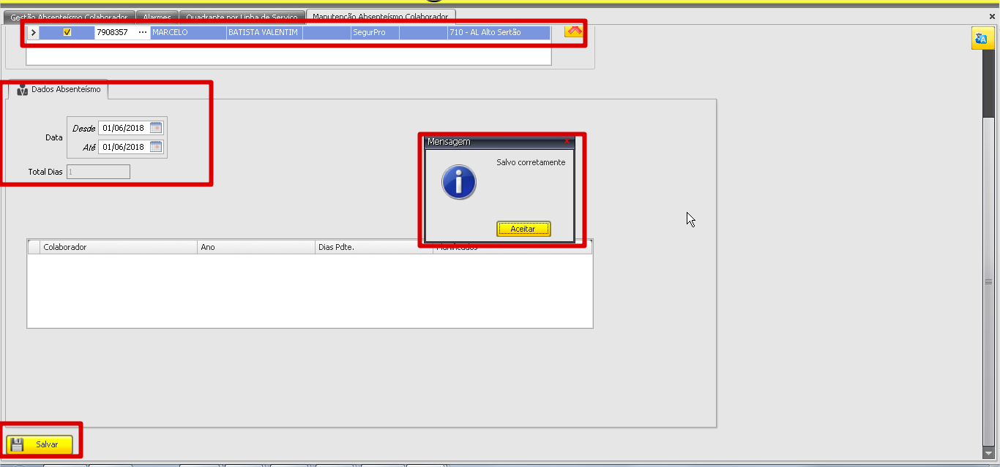 Gestão Absenteísmo Colaborador Alarmes Quadrante por Linha de Serviço Manutenção Absenteísmo Colaborador
7908357 ... MARCELO BATISTA VALENTIM SegurPro 710 - AL Alto Sertão
Dados Absenteísmo
Desde 01/06/2018
Data
Até 01/06/2018
Total Dias 1
Mensagem
Salvo corretamente
Aceitar
Colaborador Ano Dias Pdte. Planificados
Salvar